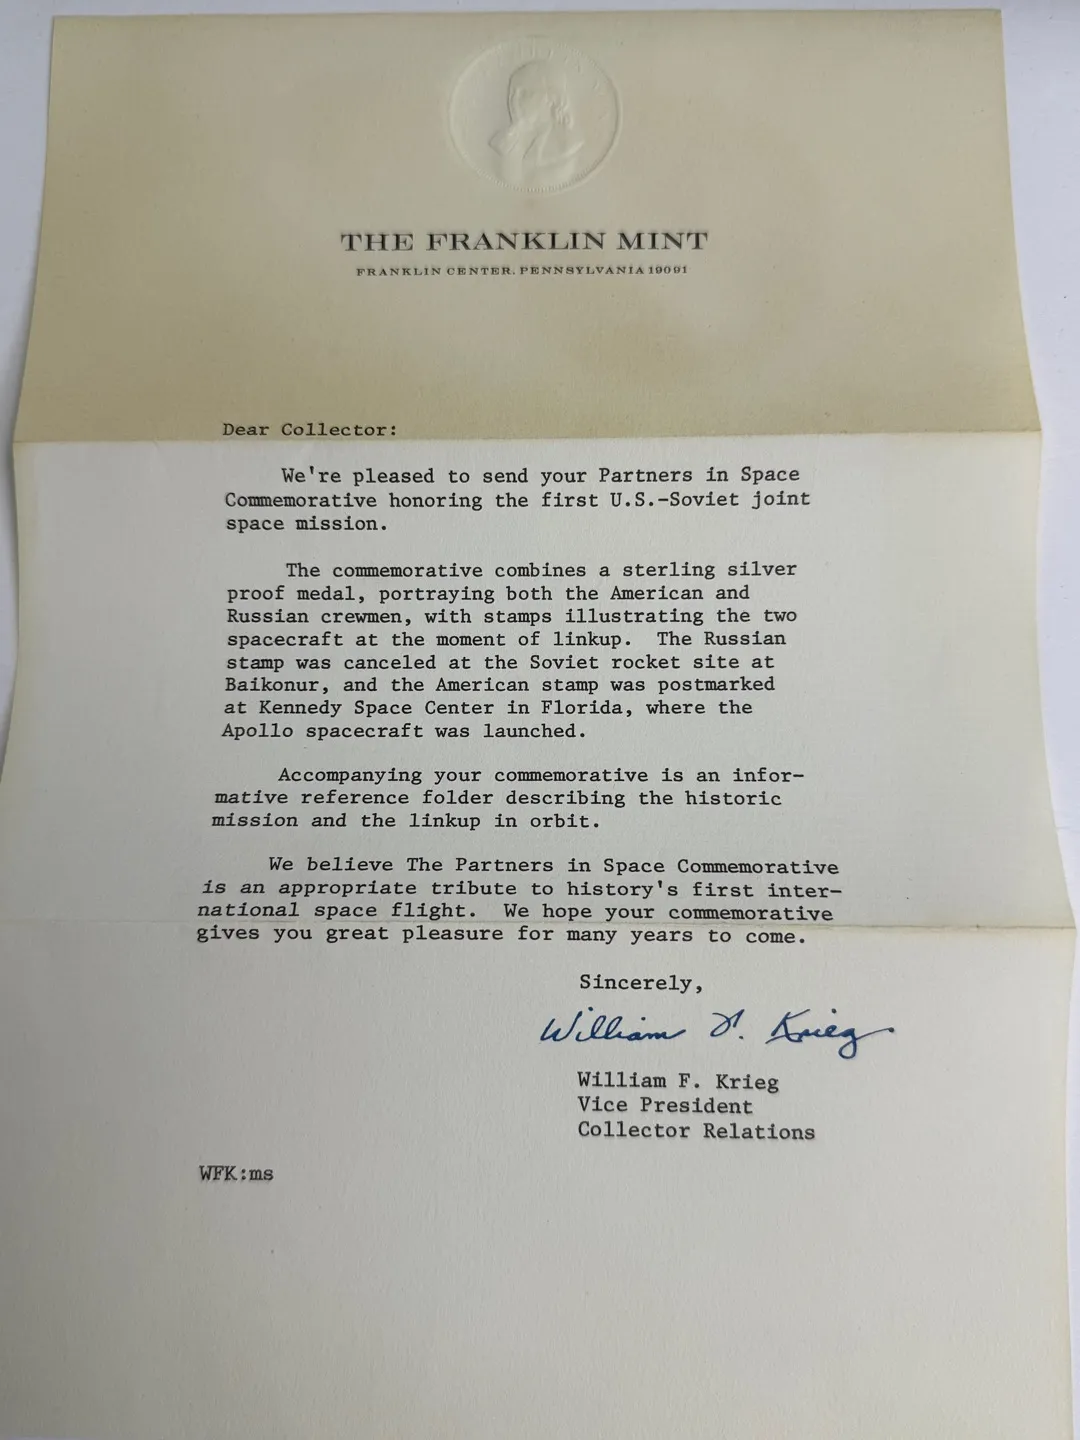 THE FRANKLIN MINT
FRANKLIN CENTER, PENNSYLVANIA 19091
Dear Collector:
We're pleased to send your Partners in Space
Commemorative honoring the first U.S.-Soviet joint
space mission.
The commemorative combines a sterling silver
proof medal, portraying both the American and
Russian crewmen, with stamps illustrating the two
spacecraft at the moment of linkup. The Russian
stamp was canceled at the Soviet rocket site at
Baikonur, and the American stamp was postmarked
at Kennedy Space Center in Florida, where the
Apollo spacecraft was launched.
Accompanying your commemorative is an infor-
mative reference folder describing the historic
mission and the linkup in orbit.
We believe The Partners in Space Commemorative
is an appropriate tribute to history's first inter-
national space flight. We hope your commemorative
gives you great pleasure for many years to come.
Sincerely,
William F. Krieg
William F. Krieg
Vice President
Collector Relations
WFK:ms